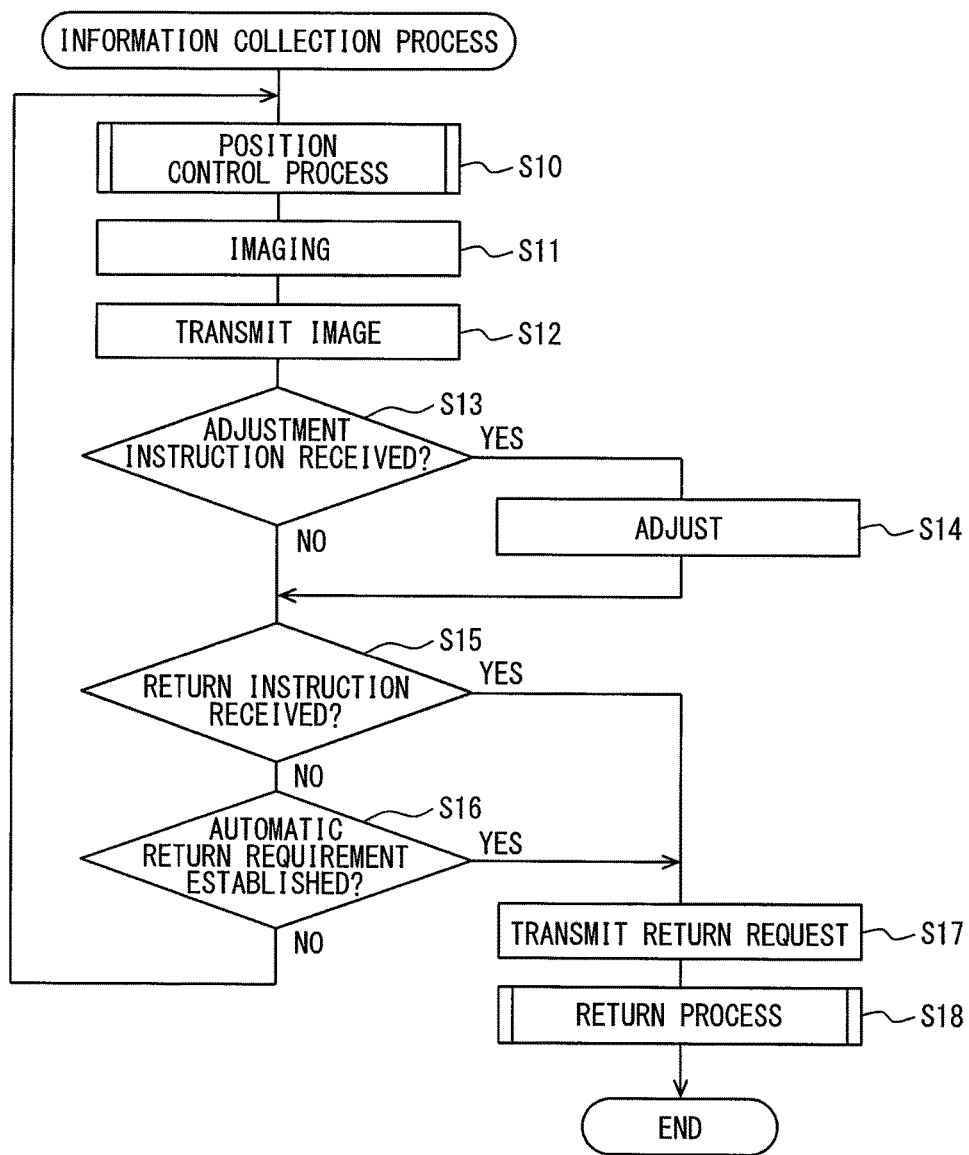 INFORMATION COLLECTION PROCESS
POSITION
CONTROL PROCESS
S10
IMAGING
S11
TRANSMIT IMAGE
S12
S13
ADJUSTMENT
INSTRUCTION RECEIVED?
YES
ADJUST
S14
NO
S15
RETURN INSTRUCTION
RECEIVED?
YES
NO
S16
AUTOMATIC
RETURN REQUIREMENT
ESTABLISHED?
YES
NO
TRANSMIT RETURN REQUEST
S17
RETURN PROCESS
S18
END